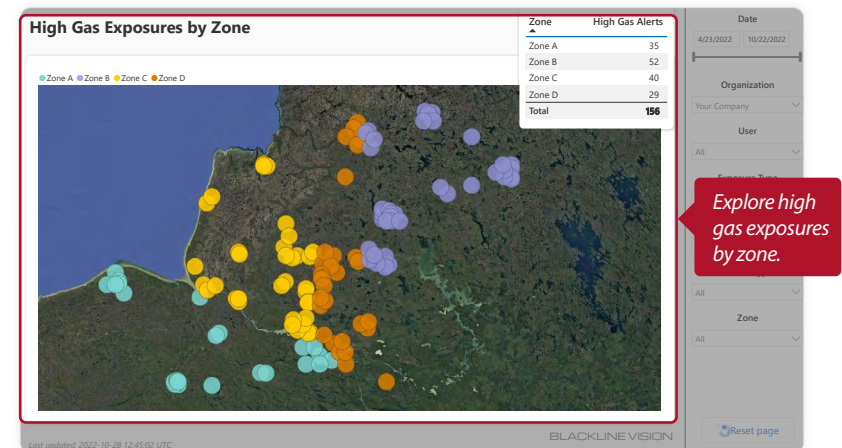 High Gas Exposures by Zone
Zone High Gas Alerts
Zone A 35
Zone B 52
Zone C 40
Zone D 29
Total 156
Zone A Zone B Zone C Zone D
Date
4/23/2022 10/22/2022
Organization
Your Company
User
All
Exposure Type
Explore high
gas exposures
by zone.
All
Zone
All
Reset page
Last updated: 2022-10-28 12:45:02 UTC
BLACKLINE VISION